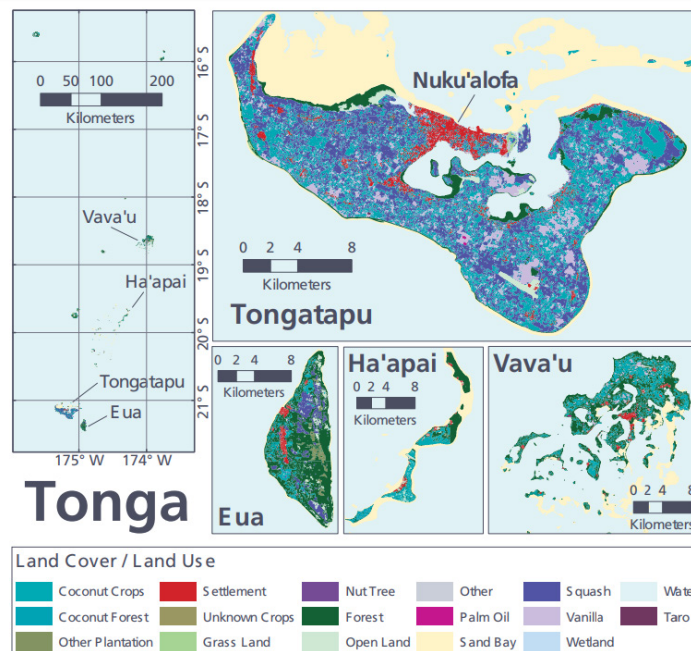 16° S
0 50 100 200
Kilometers
17° S
18° S
Vava'u
19° S
Ha'apai
20° S
Tongatapu
21° S
Eua
175° W 174° W
Tonga
Nuku'alofa
0 2 4 8
Kilometers
Tongatapu
0 2 4 8
Kilometers
Eua
Ha'apai
0 2 4 8
Kilometers
Vava'u
0 2 4 8
Kilometers
Land Cover / Land Use
Coconut Crops Settlement Nut Tree Other Squash Wate
Coconut Forest Unknown Crops Forest Palm Oil Vanilla Taro
Other Plantation Grass Land Open Land Sand Bay Wetland